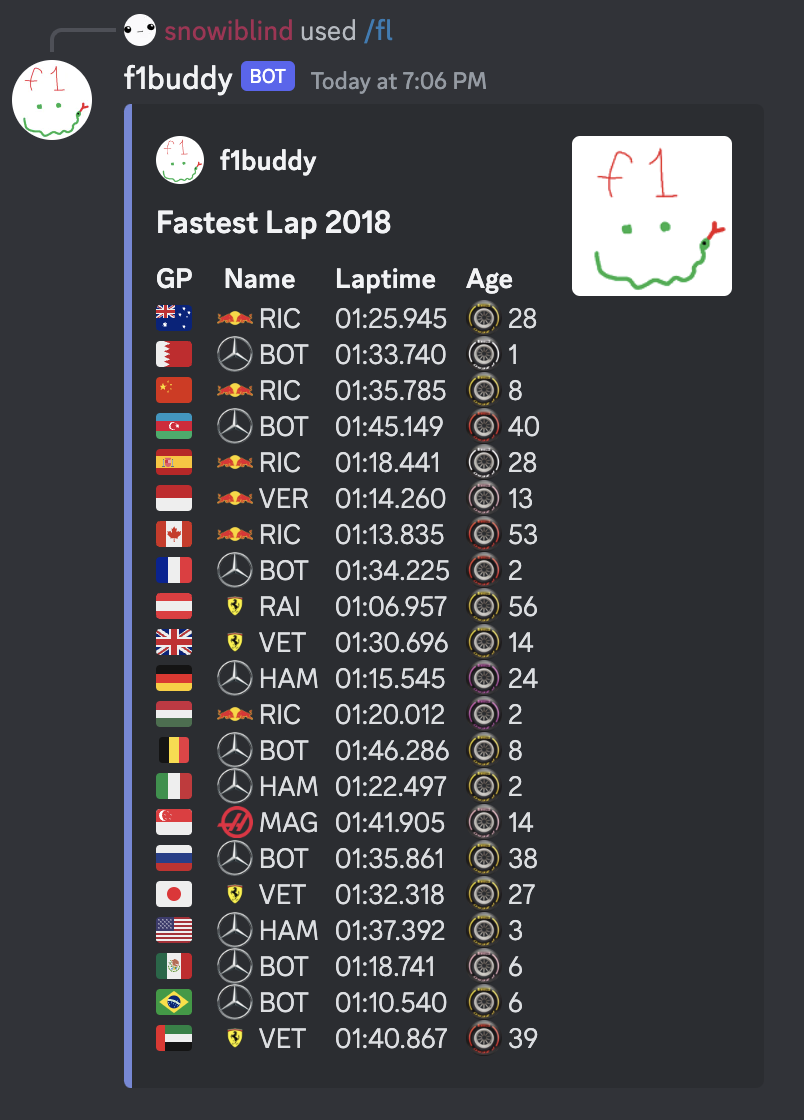 snowiblind used /fl
f1
f1buddy BOT Today at 7:06 PM
f1 f1buddy
f1
Fastest Lap 2018
GP Name Laptime Age
RIC 01:25.945 28
BOT 01:33.740 1
RIC 01:35.785 8
BOT 01:45.149 40
RIC 01:18.441 28
VER 01:14.260 13
RIC 01:13.835 53
BOT 01:34.225 2
RAI 01:06.957 56
VET 01:30.696 14
HAM 01:15.545 24
RIC 01:20.012 2
BOT 01:46.286 8
HAM 01:22.497 2
MAG 01:41.905 14
BOT 01:35.861 38
VET 01:32.318 27
HAM 01:37.392 3
BOT 01:18.741 6
BOT 01:10.540 6
VET 01:40.867 39